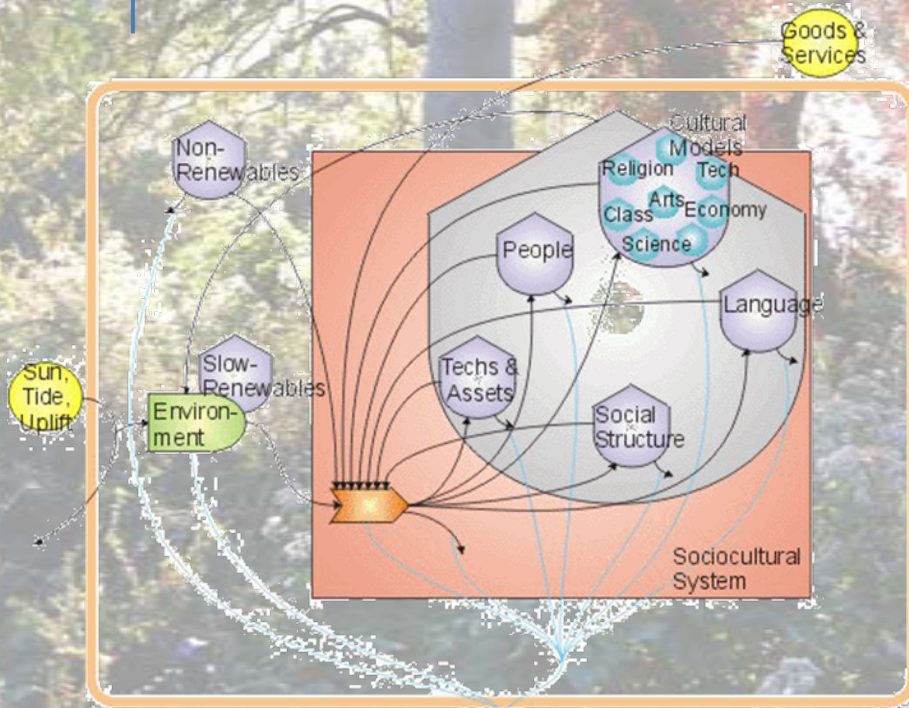 Goods &
Services
Non-
Renewables
Cultural
Models
Religion
Tech
Arts
Class
Economy
Science
People
Language
Slow-
Renewables
Sun,
Tide,
Uplift
Environ-
ment
Techs &
Assets
Social
Structure
Sociocultural
System